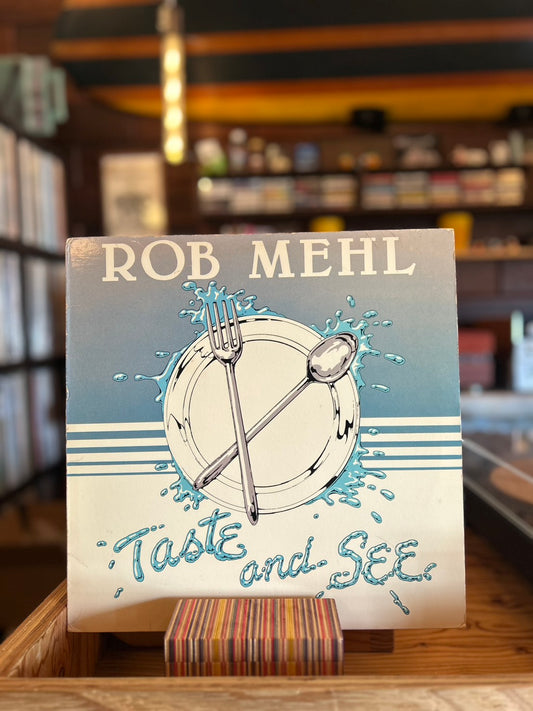 ROB MEHL
Taste
and SEE